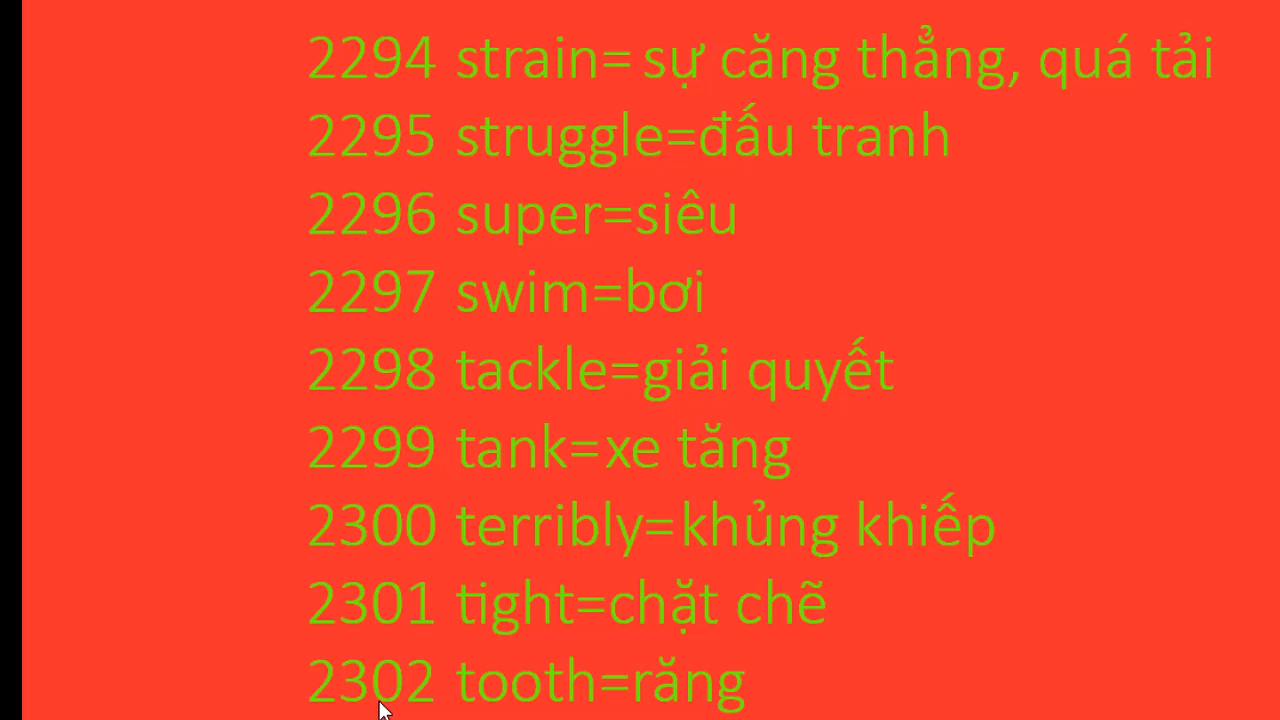 2294 strain= sự căng thẳng, quá tải
2295 struggle=đấu tranh
2296 super=siêu
2297 swim=bơi
2298 tackle=giải quyết
2299 tank=xe tăng
2300 terribly=khủng khiếp
2301 tight=chặt chẽ
2302 tooth=răng